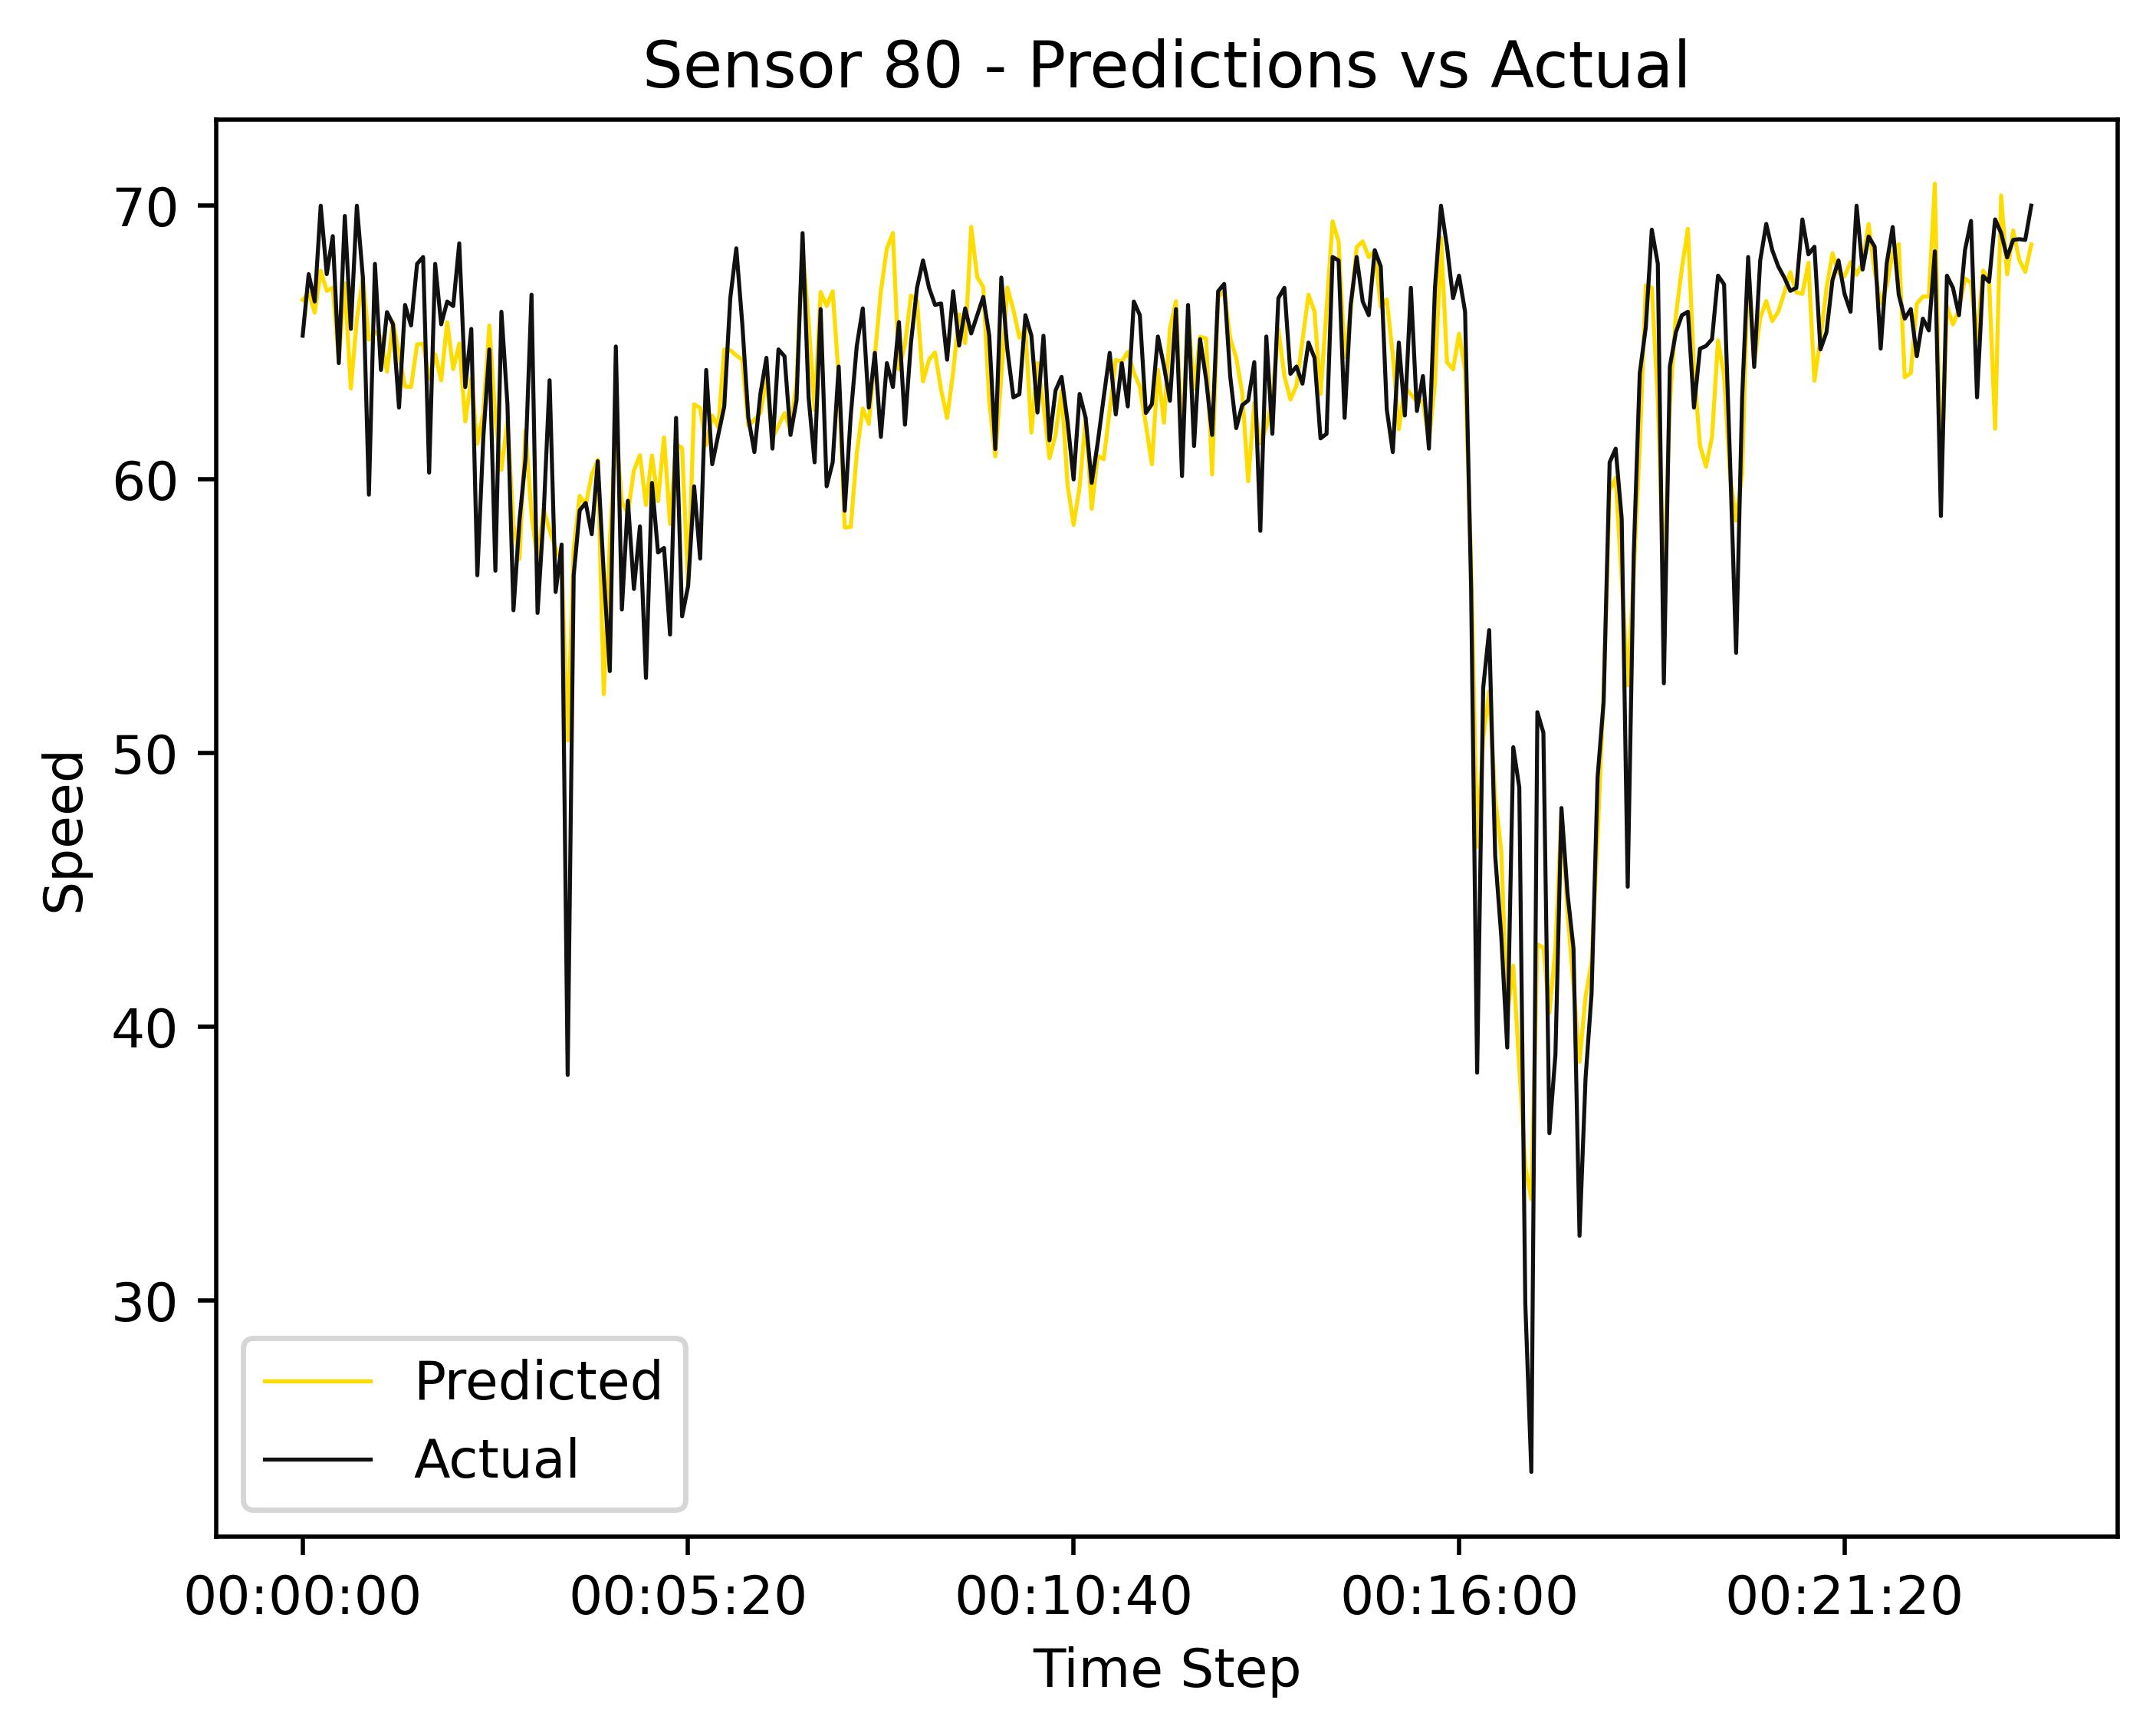 Sensor 80 - Predictions vs Actual
70
60
50
40
30
Speed
Predicted
Actual
00:00:00
00:05:20
00:10:40
00:16:00
00:21:20
Time Step